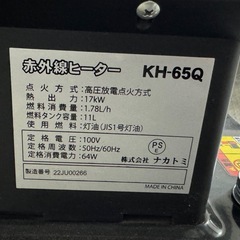 赤外線ヒーター KH-65Q
点火方式：高圧放電点火方式
熱出力：17kW
燃料消費量：1.78L/h
燃料タンク容量：11L
使用燃料：灯油(JIS1号灯油)
定格電圧：100V
定格周波数：50Hz/60Hz
定格消費電力：64W
PS E
株式会社 ナカトミ
製造番号 22JU00266
MADE IN CHINA